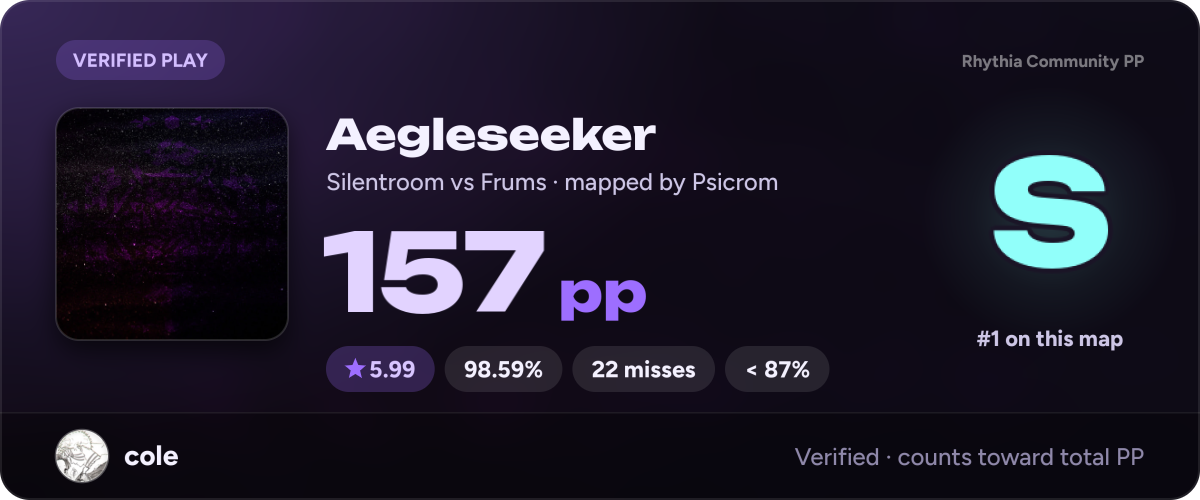 VERIFIED PLAY
Rhythia Community PP
Aegleseeker
Silentroom vs Frums · mapped by Psicrom
157 pp
S
★ 5.99 98.59% 22 misses < 87%
#1 on this map
cole
Verified · counts toward total PP